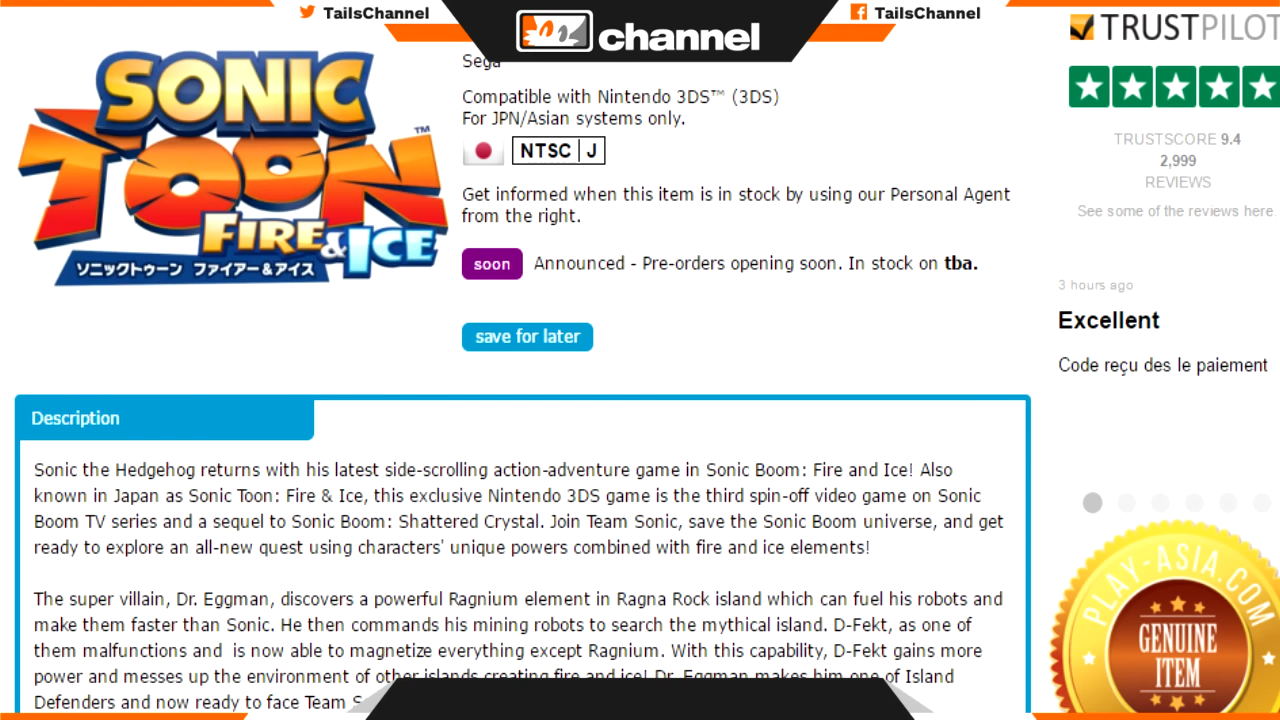 TailsChannel
channel
TailsChannel
SONIC
TOON
TM
FIRE & ICE
ソニックトゥーン ファイアー&アイス
Sega
Compatible with Nintendo 3DS™ (3DS)
For JPN/Asian systems only.
NTSC | J
Get informed when this item is in stock by using our Personal Agent
from the right.
soon Announced - Pre-orders opening soon. In stock on tba.
save for later
Description
Sonic the Hedgehog returns with his latest side-scrolling action-adventure game in Sonic Boom: Fire and Ice! Also
known in Japan as Sonic Toon: Fire & Ice, this exclusive Nintendo 3DS game is the third spin-off video game on Sonic
Boom TV series and a sequel to Sonic Boom: Shattered Crystal. Join Team Sonic, save the Sonic Boom universe, and get
ready to explore an all-new quest using characters' unique powers combined with fire and ice elements!
The super villain, Dr. Eggman, discovers a powerful Ragnium element in Ragna Rock island which can fuel his robots and
make them faster than Sonic. He then commands his mining robots to search the mythical island. D-Fekt, as one of
them malfunctions and is now able to magnetize everything except Ragnium. With this capability, D-Fekt gains more
power and messes up the environment of other islands creating fire and ice! Dr. Eggman makes him one of Island
Defenders and now ready to face Team S
TRUSTPILOT
TRUSTSCORE 9.4
2,999
REVIEWS
See some of the reviews here
3 hours ago
Excellent
Code reçu des le paiement
PLAY-ASIA.COM
GENUINE
ITEM